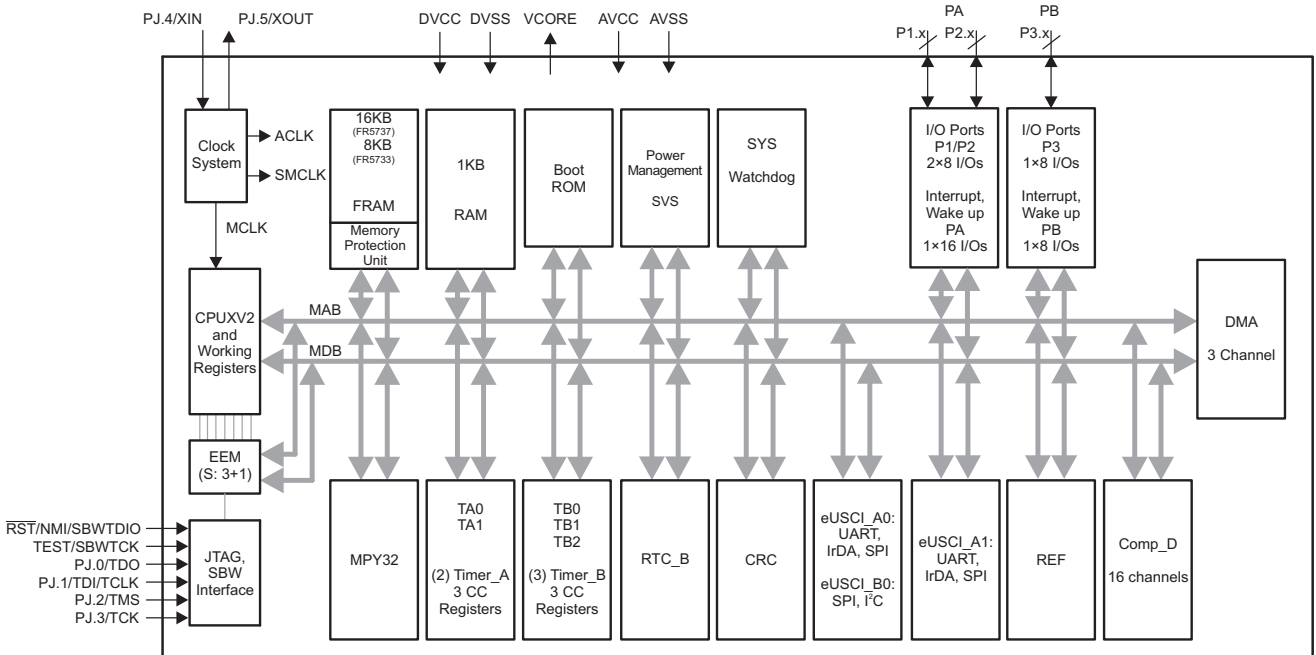 PJ.4/XIN
PJ.5/XOUT
DVCC
DVSS
VCORE
AVCC
AVSS
PA
P1.x
P2.x
PB
P3.x
Clock
System
ACLK
SMCLK
MCLK
16KB
(FR5737)
8KB
(FR5733)
FRAM
Memory
Protection
Unit
1KB
RAM
Boot
ROM
Power
Management
SVS
SYS
Watchdog
I/O Ports
P1/P2
2×8 I/Os
Interrupt,
Wake up
PA
1×16 I/Os
I/O Ports
P3
1×8 I/Os
Interrupt,
Wake up
PB
1×8 I/Os
CPUXV2
and
Working
Registers
MAB
MDB
DMA
3 Channel
EEM
(S: 3+1)
RST/NMI/SBWTDIO
TEST/SBWTCK
PJ.0/TDO
PJ.1/TDI/TCLK
PJ.2/TMS
PJ.3/TCK
JTAG,
SBW
Interface
MPY32
TA0
TA1
(2) Timer_A
3 CC
Registers
TB0
TB1
TB2
(3) Timer_B
3 CC
Registers
RTC_B
CRC
eUSCI_A0:
UART,
IrDA, SPI
eUSCI_B0:
SPI, I²C
eUSCI_A1:
UART,
IrDA, SPI
REF
Comp_D
16 channels